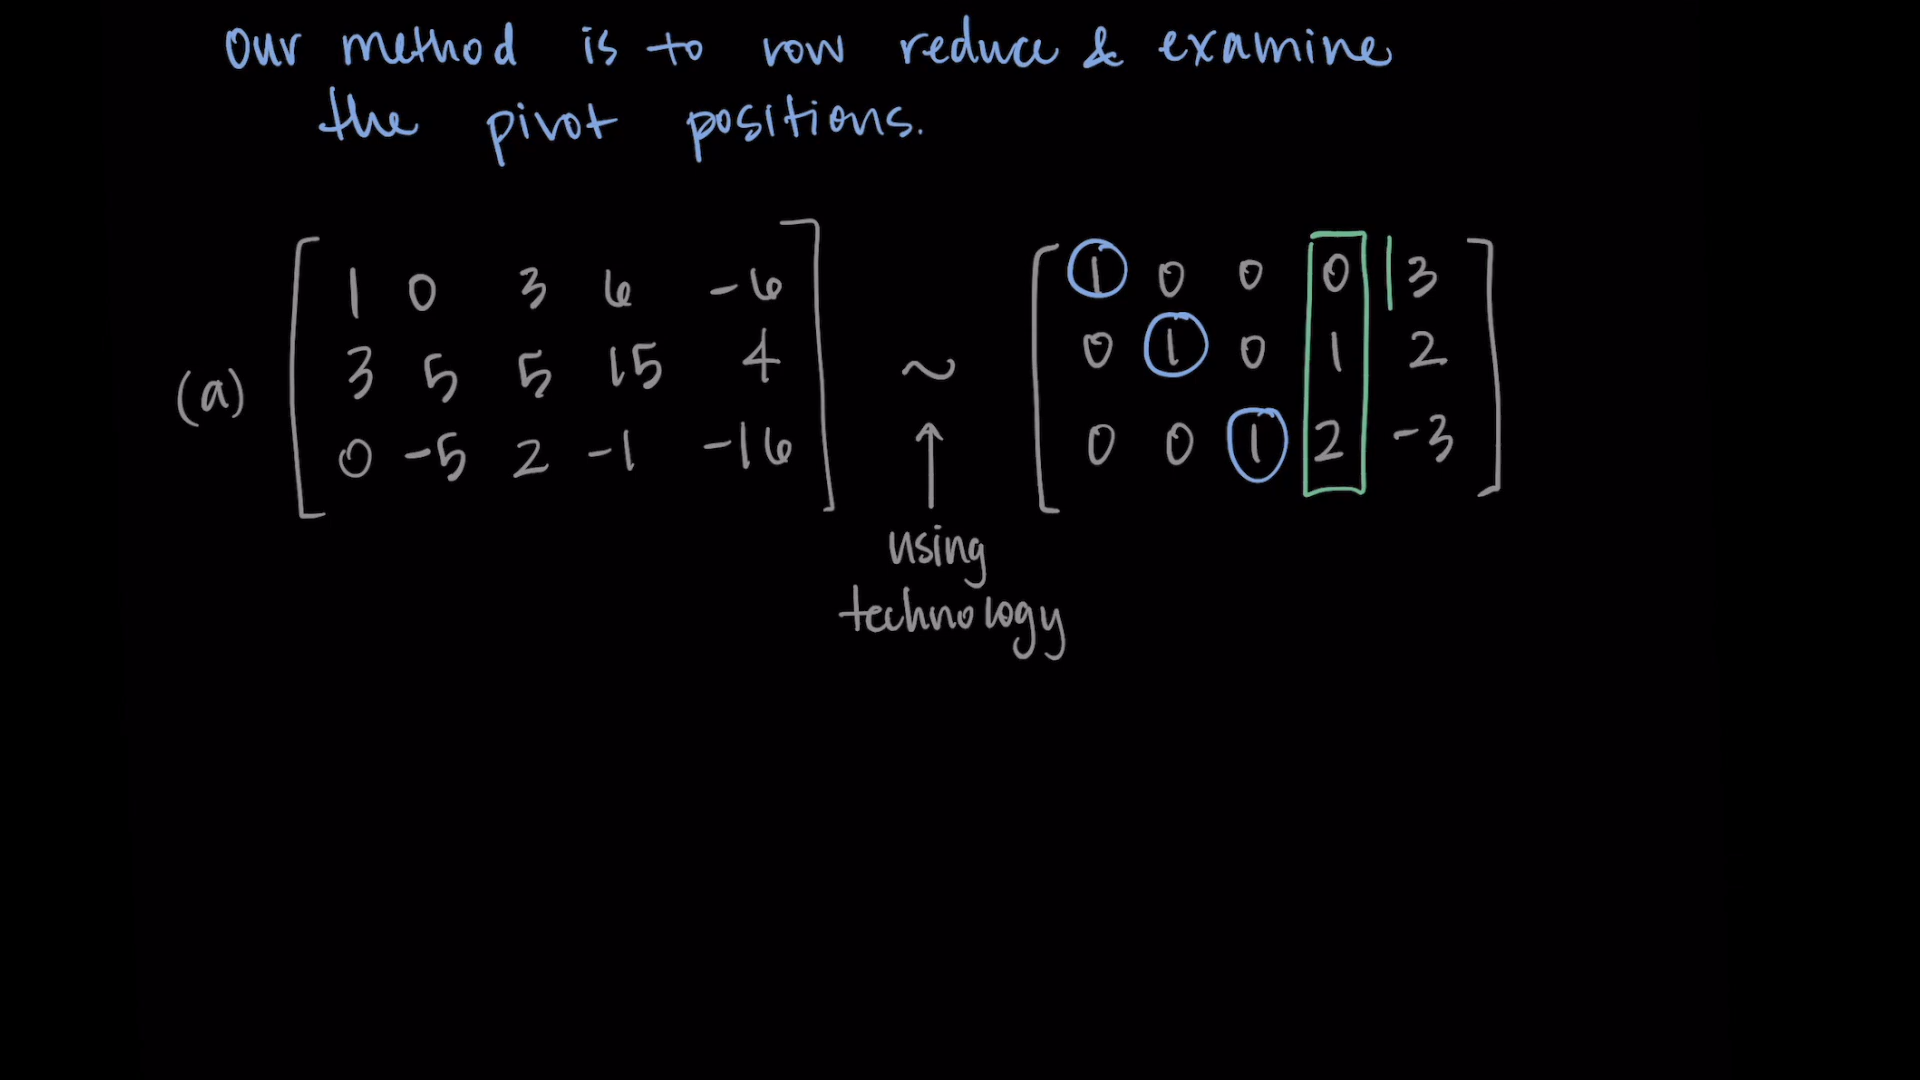 Our method is to row reduce & examine
the pivot positions.
(a) [ 1 0 3 6 -6 ] ~ [ 1 0 0 0 | 3 ]
[ 3 5 5 15 4 ] [ 0 1 0 1 2 ]
[ 0 -5 2 -1 -16 ] [ 0 0 1 2 -3 ]
↑
using
technology